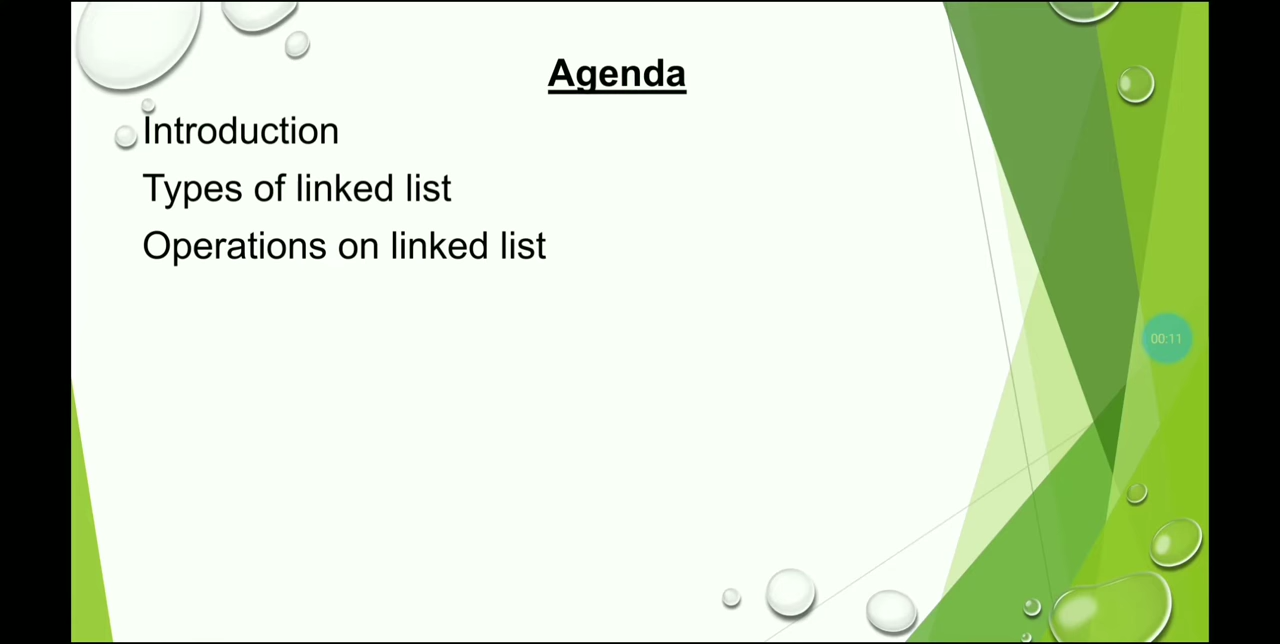 Agenda
Introduction
Types of linked list
Operations on linked list
00:11